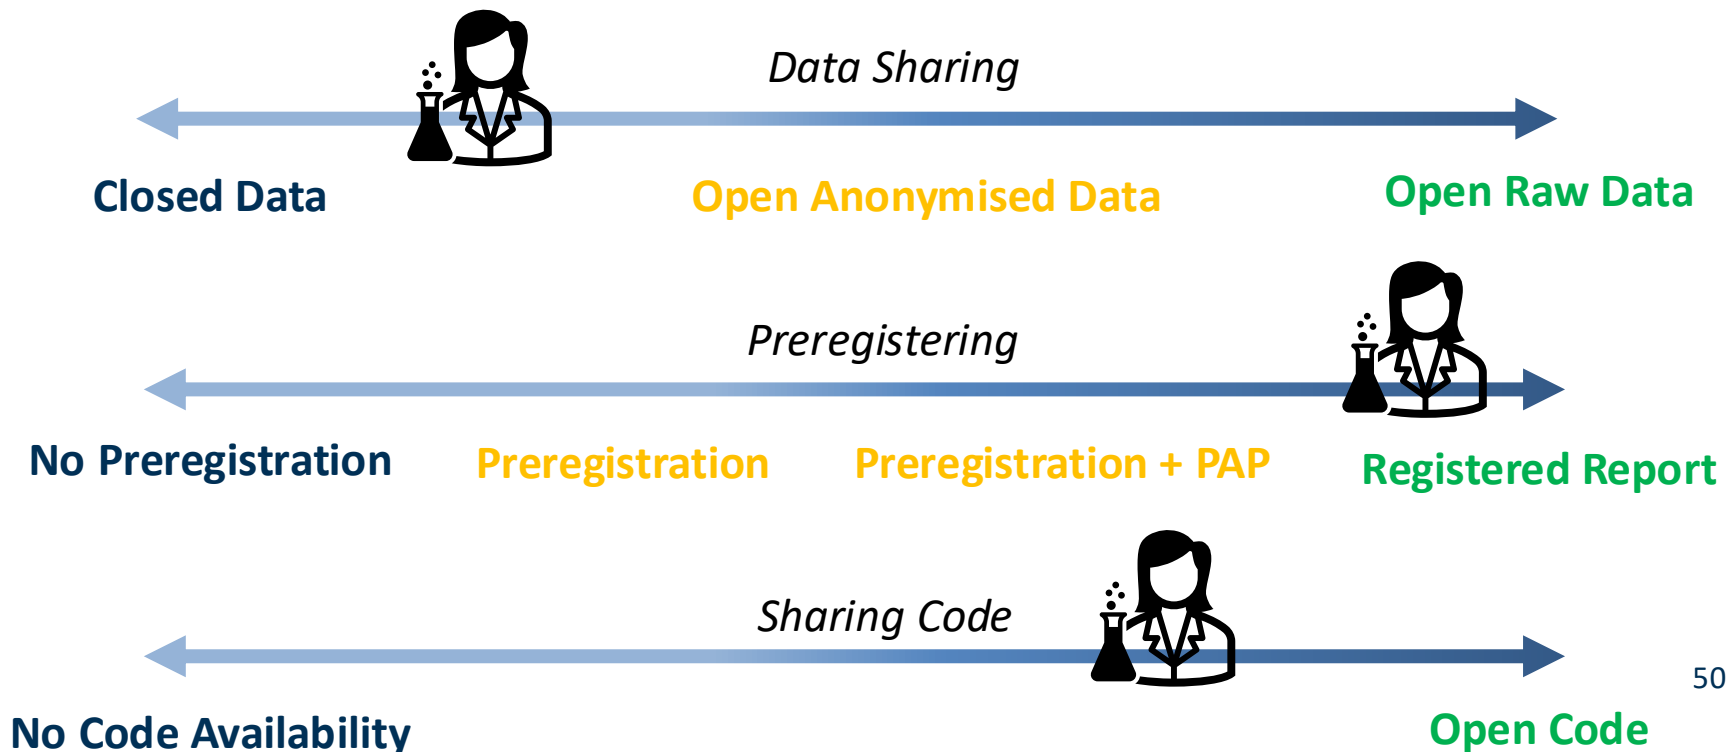 Data Sharing
Closed Data
Open Anonymised Data
Open Raw Data
Preregistering
No Preregistration
Preregistration
Preregistration + PAP
Registered Report
Sharing Code
50
No Code Availability
Open Code